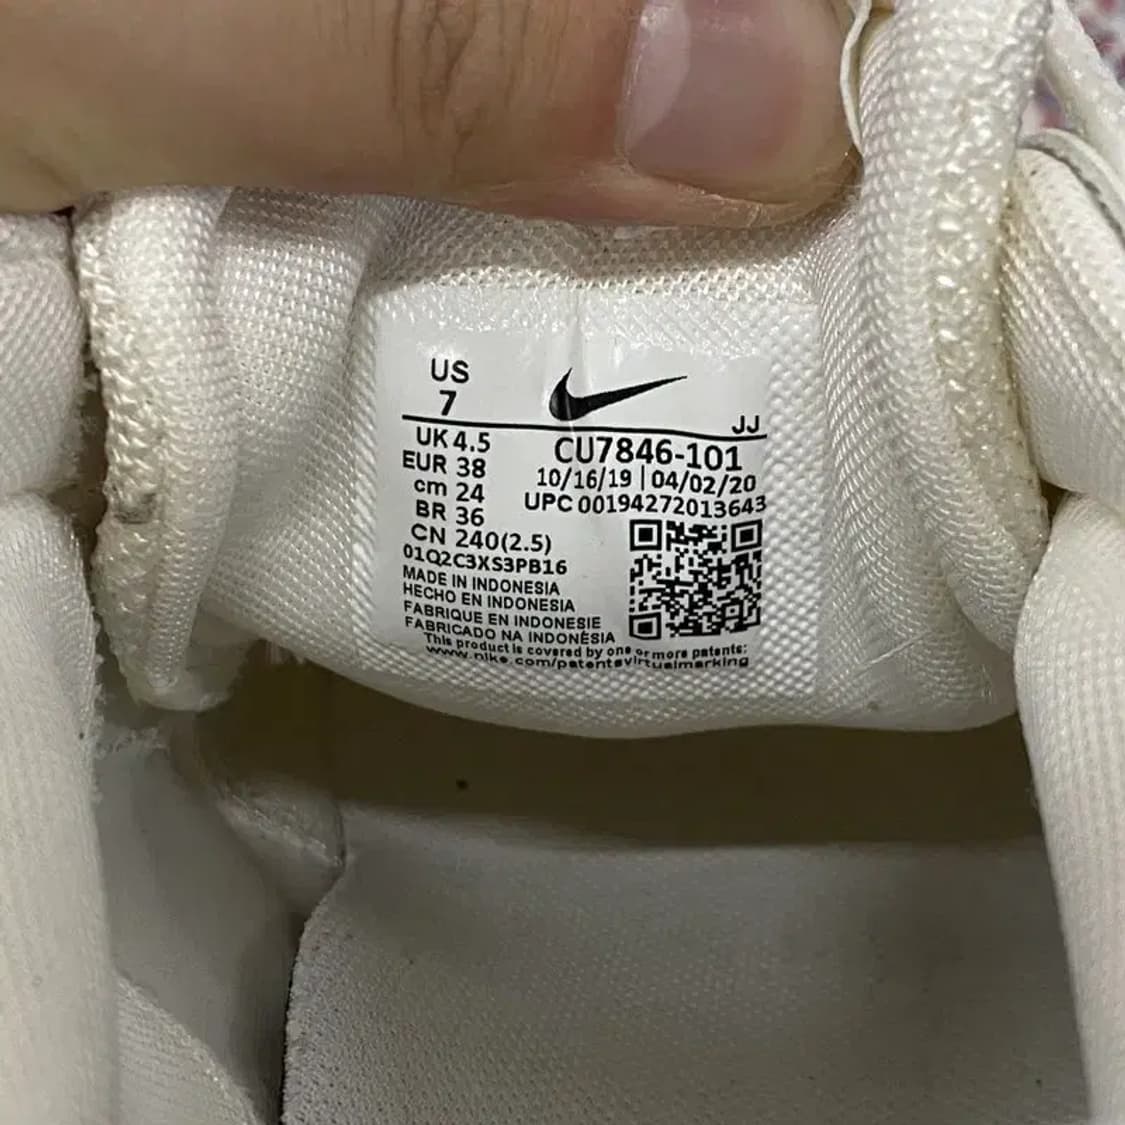 US
7
JJ
UK 4.5
CU7846-101
EUR 38
10/16/19 | 04/02/20
cm 24
UPC 00194272013643
BR 36
CN 240(2.5)
01Q2C3XS3PB16
MADE IN INDONESIA
HECHO EN INDONESIA
FABRIQUE EN INDONESIE
FABRICADO NA INDONÉSIA
This product is covered by one or more patents:
www.nike.com/patentsvirtualmarking